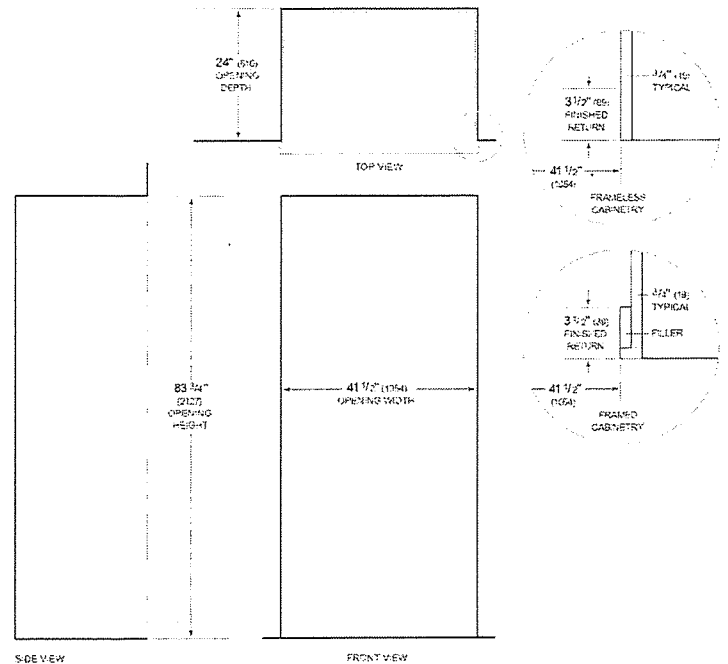 24" (610)
OPENING
DEPTH
TOP VIEW
3/4" (19)
TYPICAL
3 1/2" (89)
FINISHED
RETURN
41 1/2"
(1054)
FRAMELESS
CABINETRY
3/4" (19)
TYPICAL
3 1/2" (89)
FINISHED
RETURN
FILLER
41 1/2"
(1054)
FRAMED
CABINETRY
83 3/4"
(2127)
OPENING
HEIGHT
41 1/2" (1054)
OPENING WIDTH
SIDE VIEW
FRONT VIEW